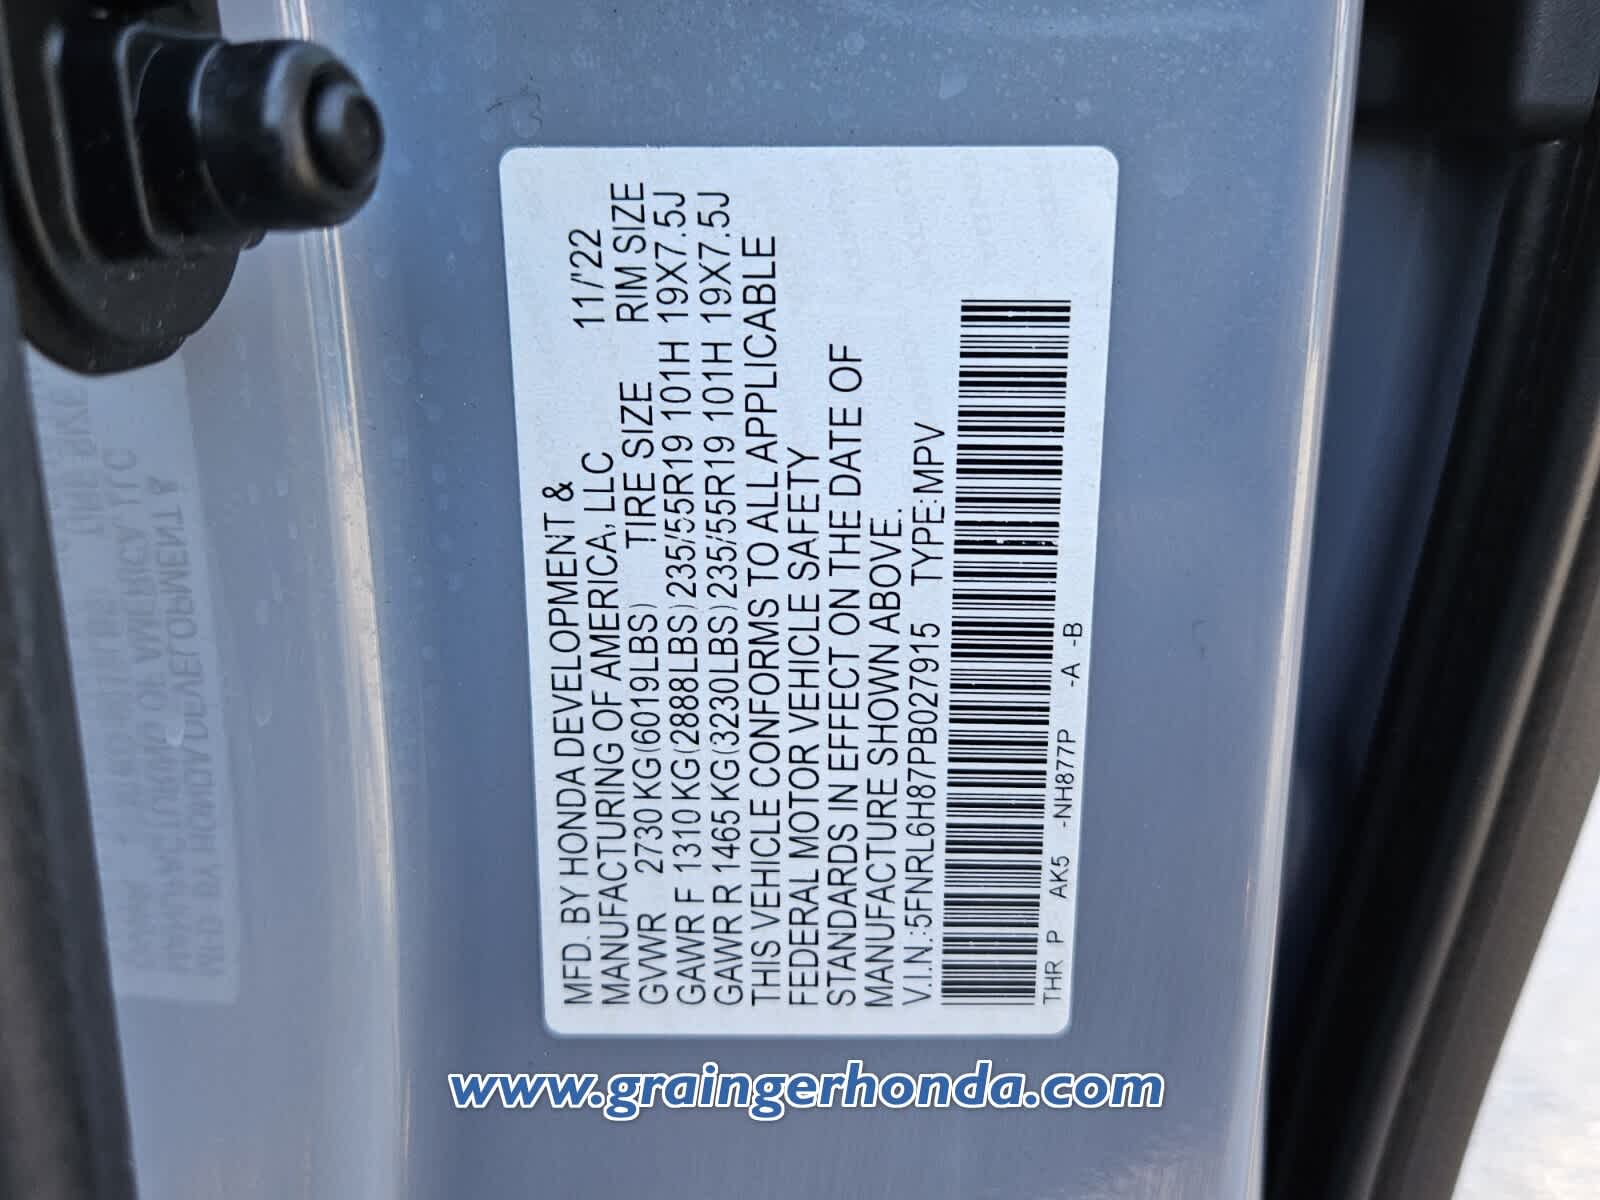 MFD. BY HONDA DEVELOPMENT &
MANUFACTURING OF AMERICA, LLC 11/'22
GVWR 2730 KG(6019LBS) TIRE SIZE RIM SIZE
GAWR F 1310 KG(2888LBS) 235/55R19 101H 19X7.5J
GAWR R 1465 KG(3230LBS) 235/55R19 101H 19X7.5J
THIS VEHICLE CONFORMS TO ALL APPLICABLE
FEDERAL MOTOR VEHICLE SAFETY
STANDARDS IN EFFECT ON THE DATE OF
MANUFACTURE SHOWN ABOVE.
V.I.N.:5FNRL6H87PB027915 TYPE:MPV
THR P AK5 -NH877P -A -B
www.graingerhonda.com